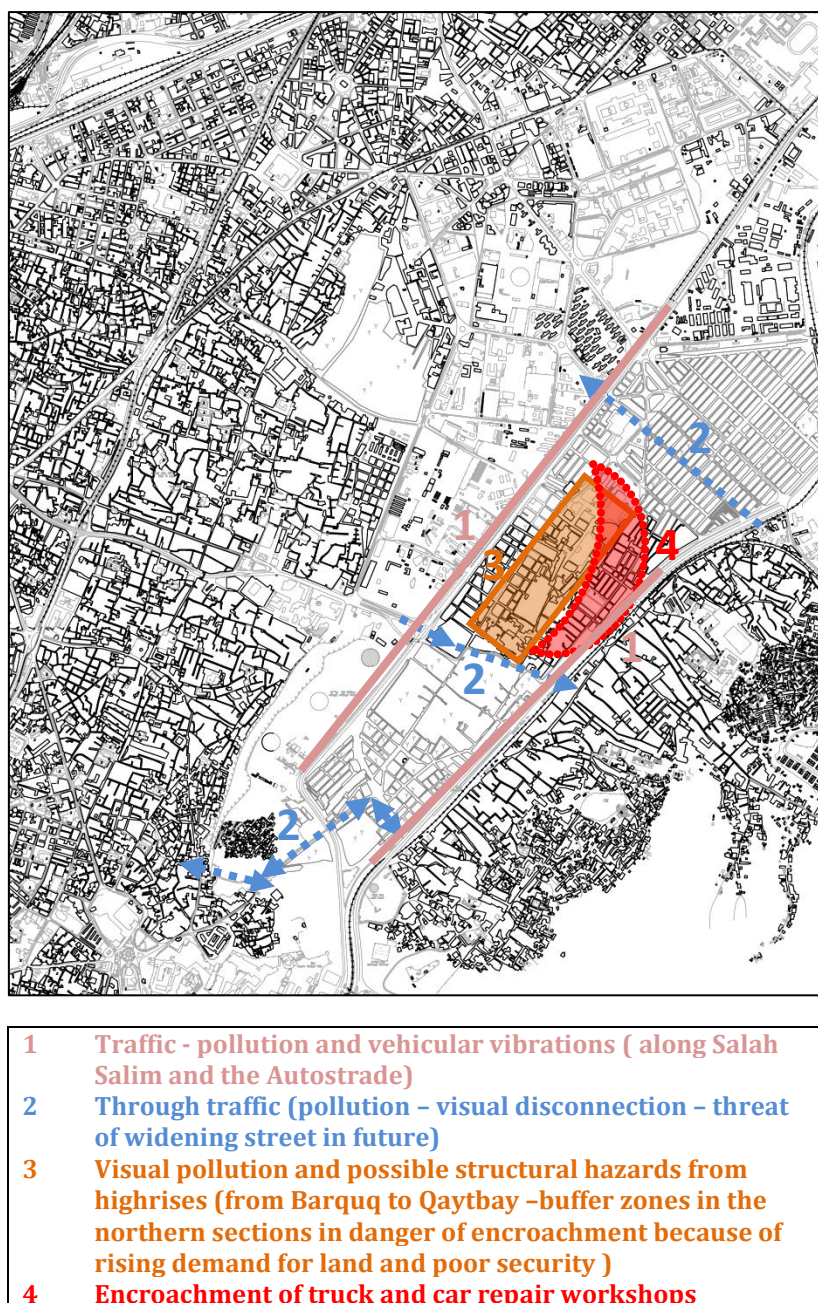 2
1
4
3
1
2
2
1 Traffic - pollution and vehicular vibrations ( along Salah
Salim and the Autostrade)
2 Through traffic (pollution – visual disconnection – threat
of widening street in future)
3 Visual pollution and possible structural hazards from
highrises (from Barquq to Qaytbay –buffer zones in the
northern sections in danger of encroachment because of
rising demand for land and poor security )
4 Encroachment of truck and car repair workshops